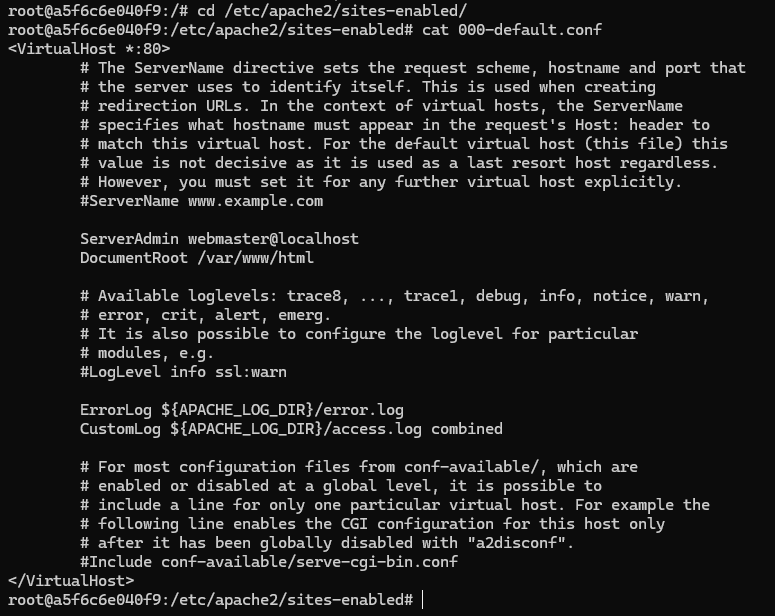 root@a5f6c6e040f9:/# cd /etc/apache2/sites-enabled/
root@a5f6c6e040f9:/etc/apache2/sites-enabled# cat 000-default.conf
<VirtualHost *:80>
        # The ServerName directive sets the request scheme, hostname and port that
        # the server uses to identify itself. This is used when creating
        # redirection URLs. In the context of virtual hosts, the ServerName
        # specifies what hostname must appear in the request's Host: header to
        # match this virtual host. For the default virtual host (this file) this
        # value is not decisive as it is used as a last resort host regardless.
        # However, you must set it for any further virtual host explicitly.
        #ServerName www.example.com

        ServerAdmin webmaster@localhost
        DocumentRoot /var/www/html

        # Available loglevels: trace8, ..., trace1, debug, info, notice, warn,
        # error, crit, alert, emerg.
        # It is also possible to configure the loglevel for particular
        # modules, e.g.
        #LogLevel info ssl:warn

        ErrorLog ${APACHE_LOG_DIR}/error.log
        CustomLog ${APACHE_LOG_DIR}/access.log combined

        # For most configuration files from conf-available/, which are
        # enabled or disabled at a global level, it is possible to
        # include a line for only one particular virtual host. For example the
        # following line enables the CGI configuration for this host only
        # after it has been globally disabled with "a2disconf".
        #Include conf-available/serve-cgi-bin.conf
</VirtualHost>
root@a5f6c6e040f9:/etc/apache2/sites-enabled#